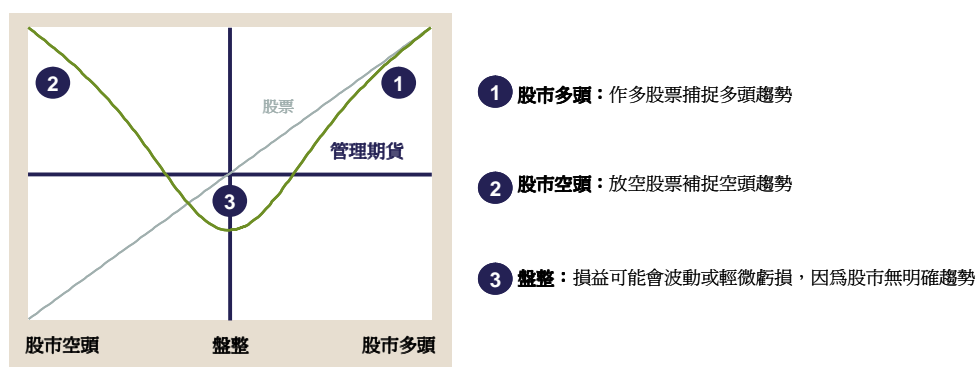 2
1
股票
管理期貨
3
股市空頭
盤整
股市多頭
1 股市多頭：作多股票捕捉多頭趨勢
2 股市空頭：放空股票補捉空頭趨勢
3 盤整：損益可能會波動或輕微虧損，因爲股市無明確趨勢